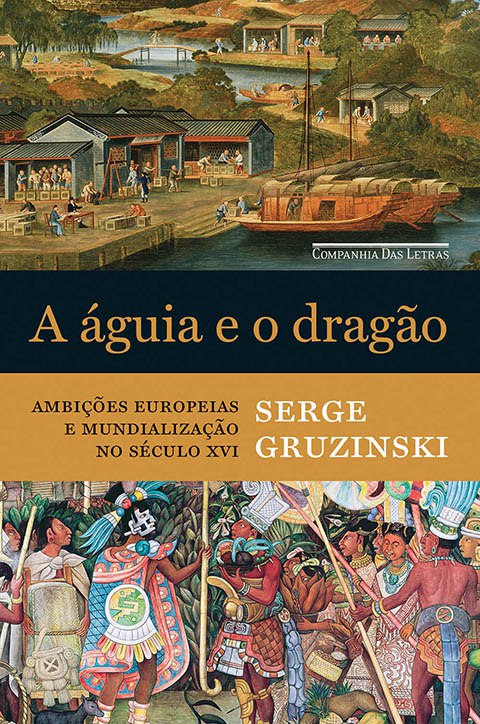 COMPANHIA DAS LETRAS
A águia e o dragão
AMBIÇÕES EUROPEIAS
E MUNDIALIZAÇÃO
NO SÉCULO XVI
SERGE
GRUZINSKI